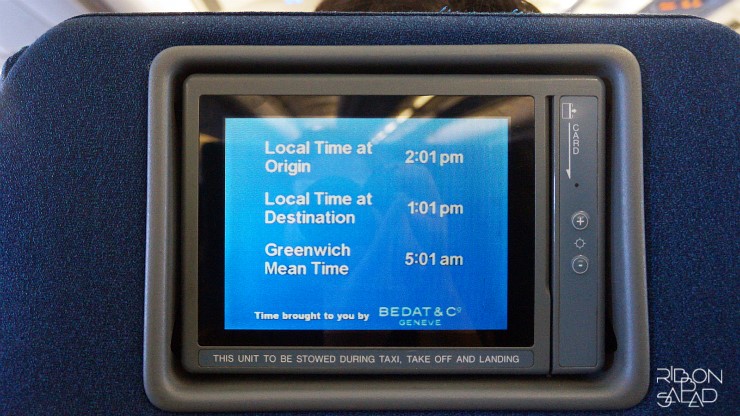 Local Time at
Origin
2:01 pm
Local Time at
Destination
1:01 pm
Greenwich
Mean Time
5:01 am
Time brought to you by
BEDAT & Co
GENEVE
THIS UNIT TO BE STOWED DURING TAXI, TAKE OFF AND LANDING
CARD
+
-
RIBBON
SALAD